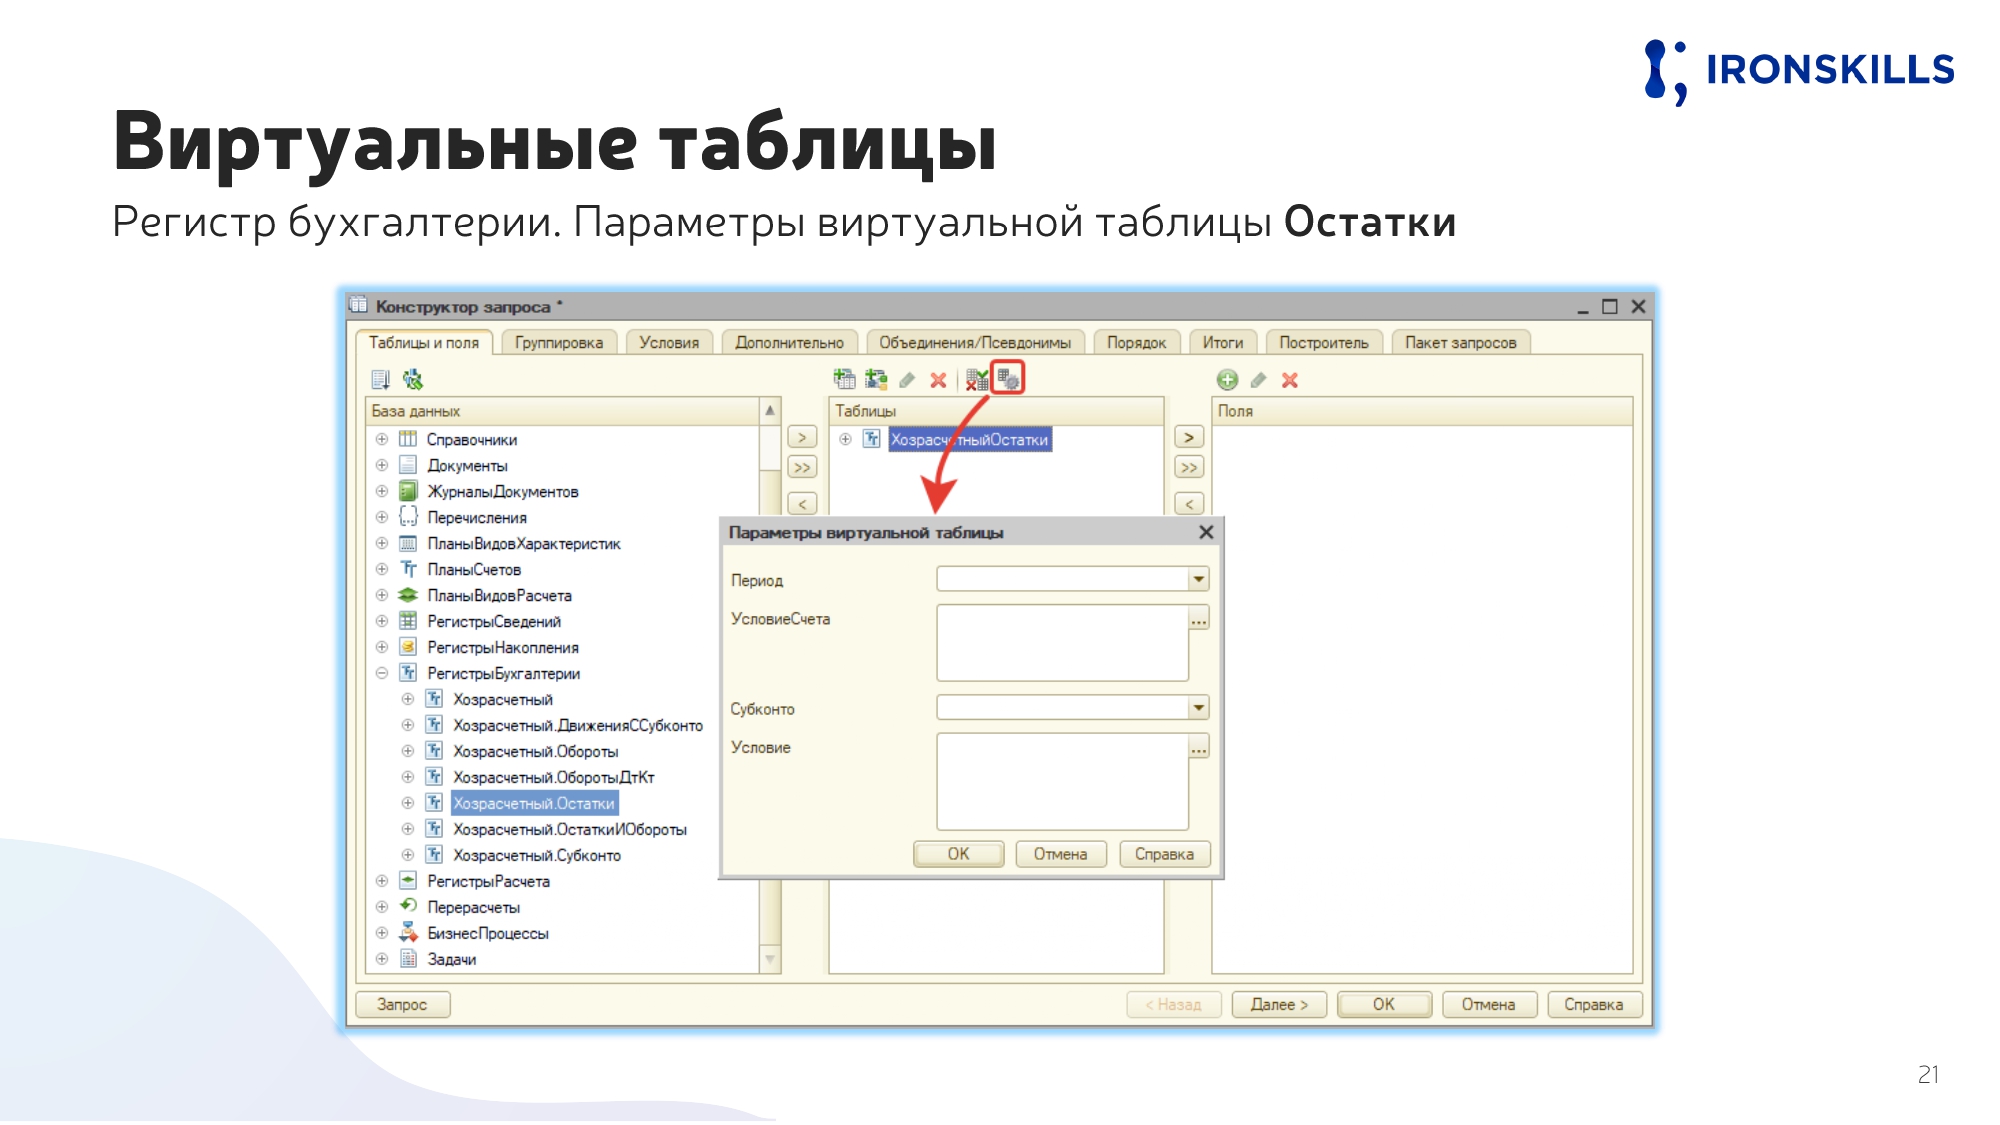 IRONSKILLS
Виртуальные таблицы
Регистр бухгалтерии. Параметры виртуальной таблицы Остатки
Конструктор запроса *
Таблицы и поля
Группировка
Условия
Дополнительно
Объединения/Псевдонимы
Порядок
Итоги
Построитель
Пакет запросов
База данных
Справочники
Документы
ЖурналыДокументов
Перечисления
ПланыВидовХарактеристик
ПланыСчетов
ПланыВидовРасчета
РегистрыСведений
РегистрыНакопления
РегистрыБухгалтерии
Хозрасчетный
Хозрасчетный.ДвиженияССубконто
Хозрасчетный.Обороты
Хозрасчетный.ОборотыДтКт
Хозрасчетный.Остатки
Хозрасчетный.ОстаткиИОбороты
Хозрасчетный.Субконто
РегистрыРасчета
Перерасчеты
БизнесПроцессы
Задачи
>
>>
<
Таблицы
ХозрасчетныйОстатки
>
>>
<
Поля
Параметры виртуальной таблицы
Период
УсловиеСчета
...
Субконто
Условие
...
ОК
Отмена
Справка
Запрос
< Назад
Далее >
ОК
Отмена
Справка
21